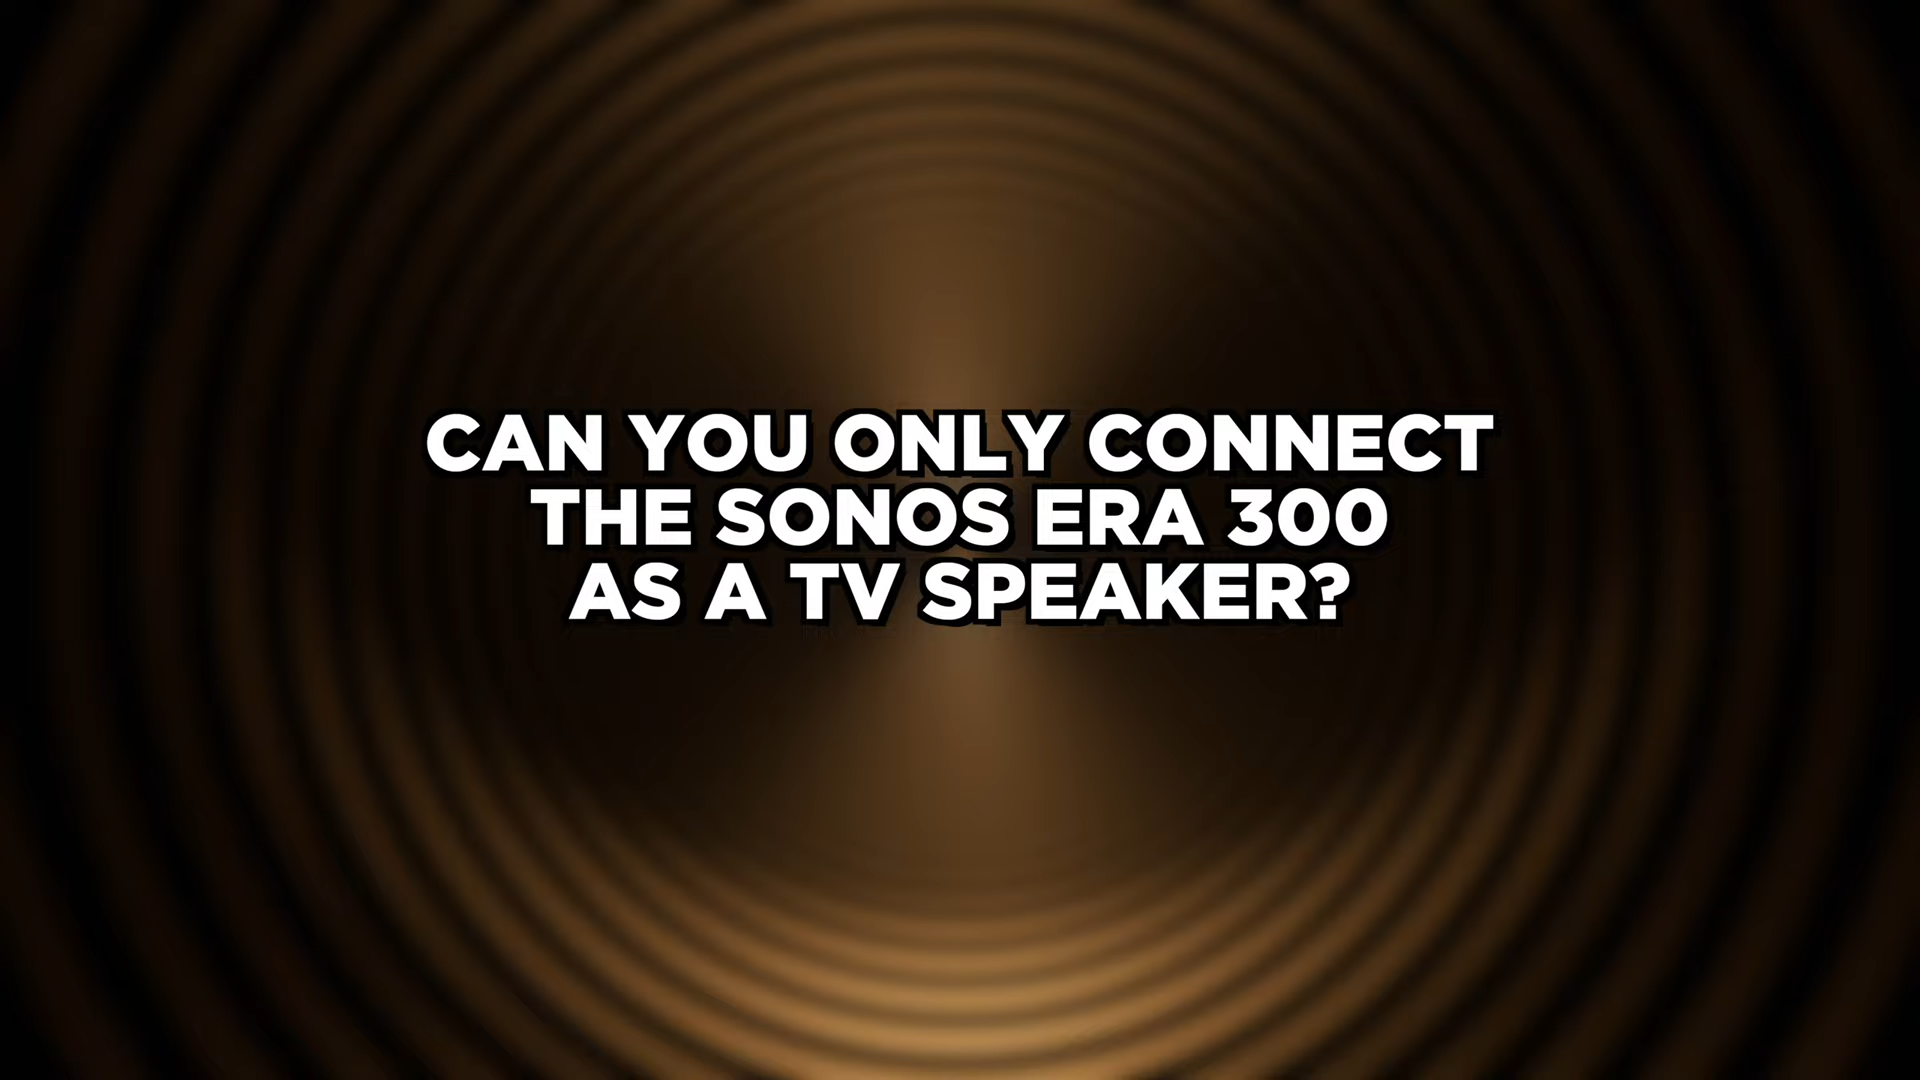 CAN YOU ONLY CONNECT
THE SONOS ERA 300
AS A TV SPEAKER?